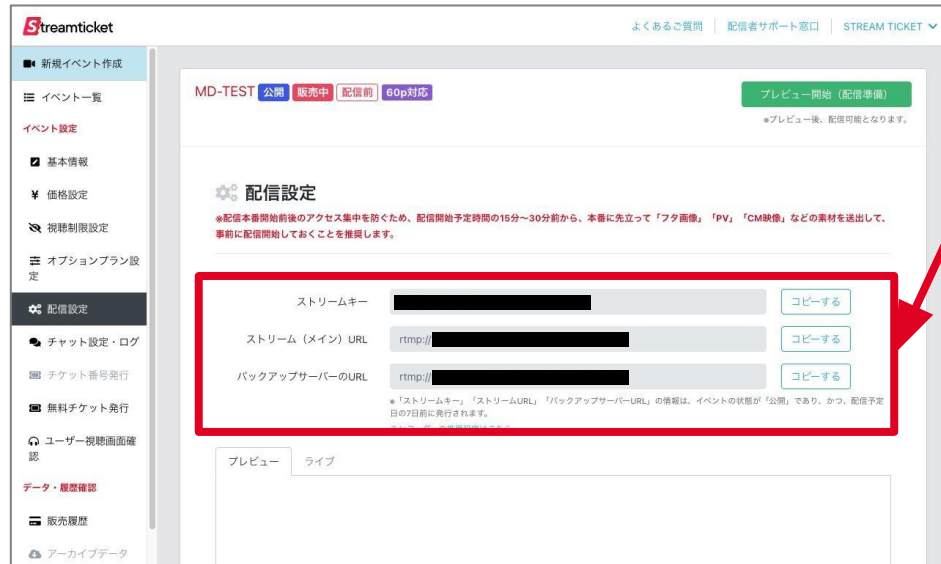 Streamticket
よくあるご質問
配信者サポート窓口
STREAM TICKET
新規イベント作成
イベント一覧
イベント設定
基本情報
価格設定
視聴制限設定
オプションプラン設
定
配信設定
チャット設定・ログ
チケット番号発行
無料チケット発行
ユーザー視聴画面確
認
データ・履歴確認
販売履歴
アーカイブデータ
MD-TEST 公開 販売中 配信前 60p対応
プレビュー開始（配信準備）
※プレビュー後、配信可能となります。
配信設定
※配信本番開始前後のアクセス集中を防ぐため、配信開始予定時間の15分〜30分前から、本番に先立って「フタ画像」「PV」「CM映像」などの素材を送出して、
事前に配信開始しておくことを推奨します。
ストリームキー
コピーする
ストリーム（メイン）URL
rtmp://
コピーする
バックアップサーバーのURL
rtmp://
コピーする
※「ストリームキー」「ストリームURL」「バックアップサーバーURL」の情報は、イベントの状態が「公開」であり、かつ、配信予定
日の7日前に発行されます。
プレビュー
ライブ